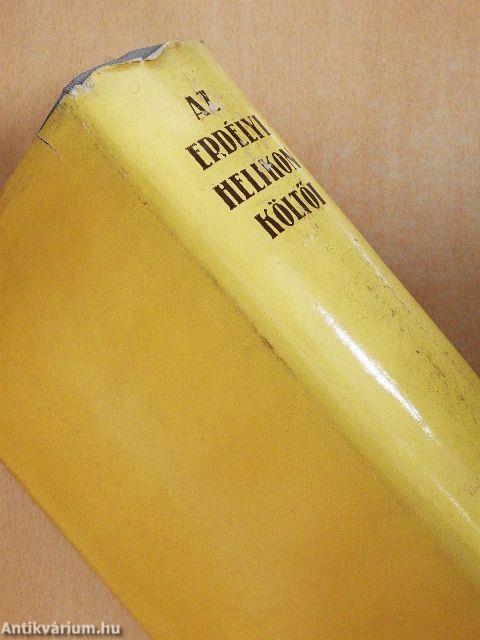 AZ
ERDÉLYI
HELIKON
KÖLTŐI
Antikvárium.hu